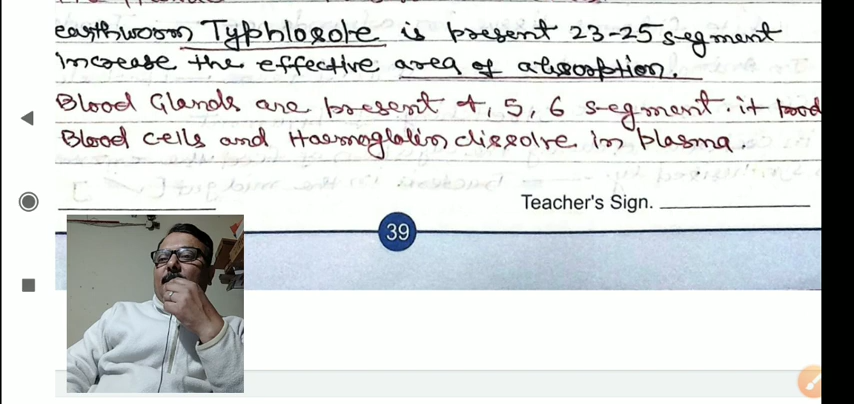 earthworm Typhlosole is present 23-25 segment
increase the effective area of absorption.
Blood Glands are present 4, 5, 6 segment. it prod
Blood cells and Haemoglobin dissolve in plasma.
Teacher's Sign.
39